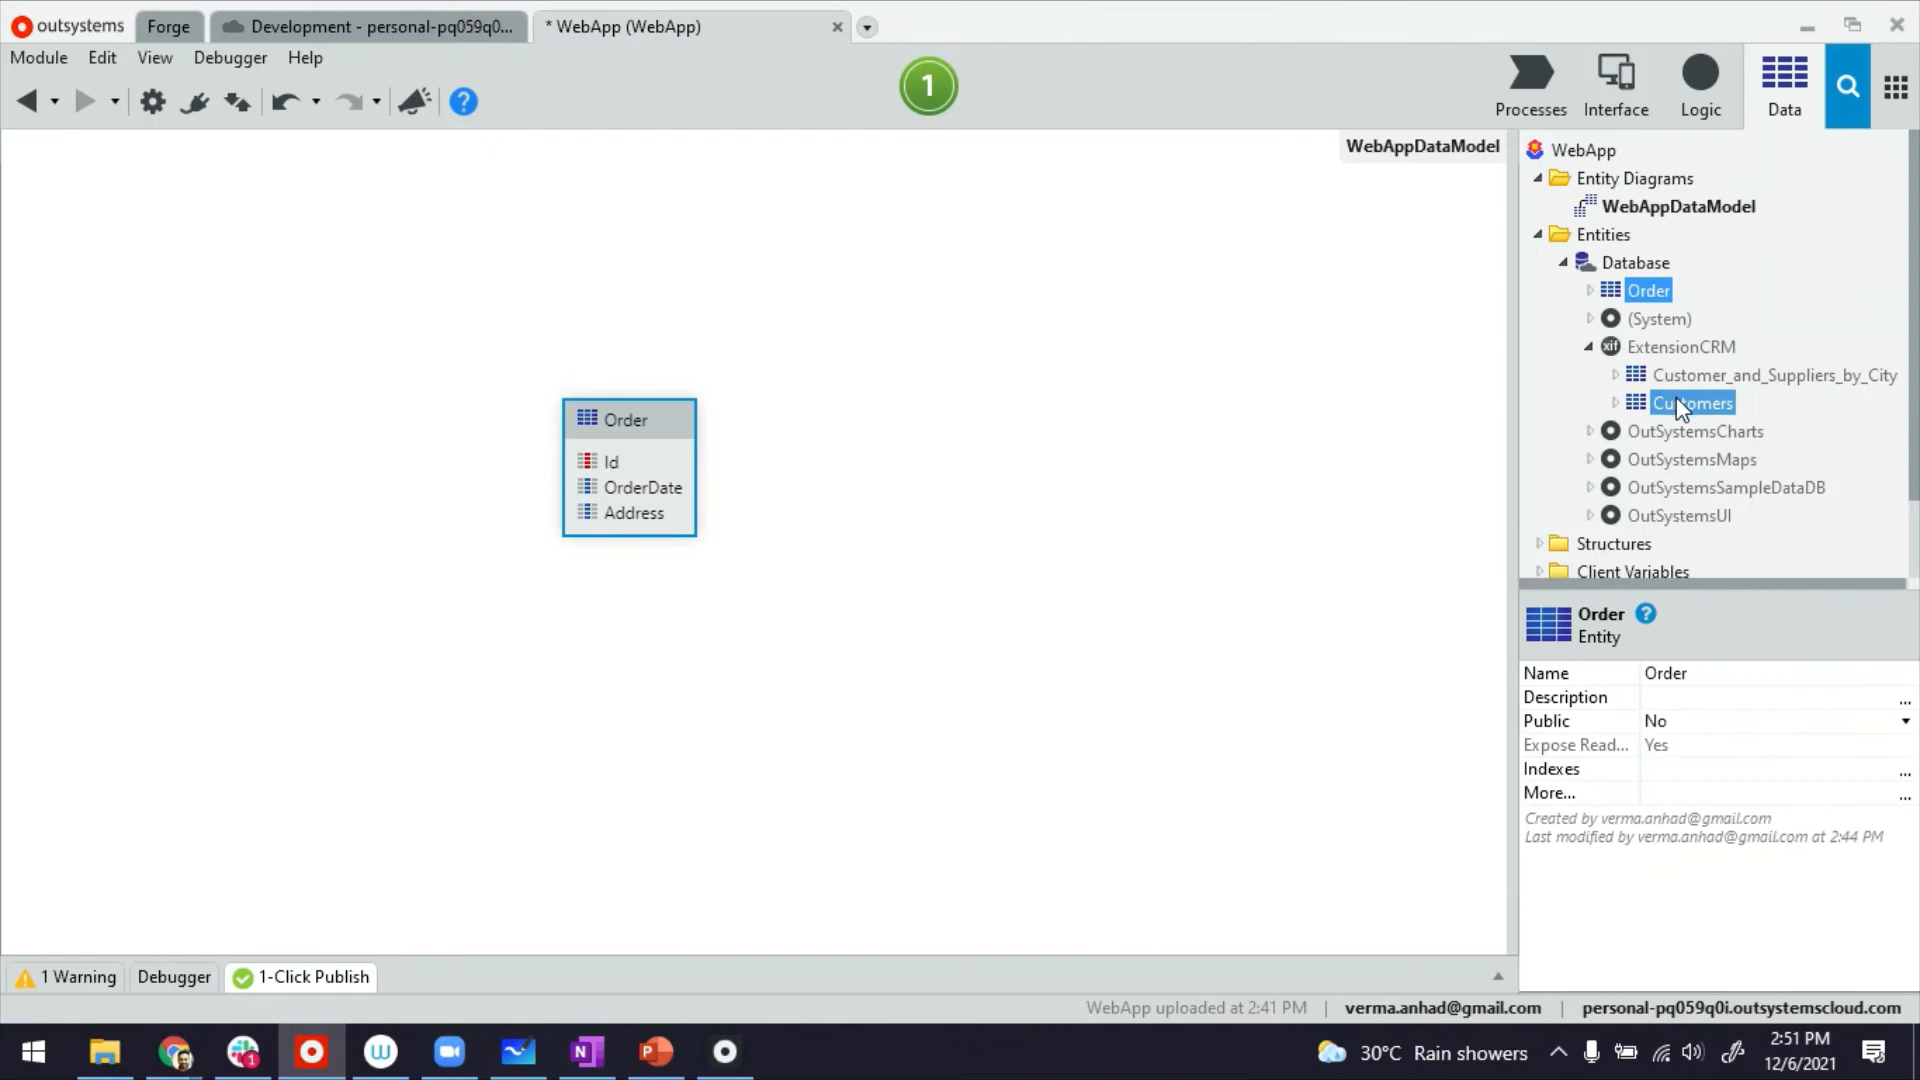 outsystems
Forge
Development - personal-pq059q0...
* WebApp (WebApp)
Module Edit View Debugger Help
1
Processes
Interface
Logic
Data
WebAppDataModel
WebApp
Entity Diagrams
WebAppDataModel
Entities
Database
Order
(System)
xif ExtensionCRM
Customer_and_Suppliers_by_City
Customers
OutSystemsCharts
OutSystemsMaps
OutSystemsSampleDataDB
OutSystemsUI
Structures
Client Variables
Order
Id
OrderDate
Address
Order ?
Entity
Name Order
Description ...
Public No
Expose Read... Yes
Indexes ...
More... ...
Created by verma.anhad@gmail.com
Last modified by verma.anhad@gmail.com at 2:44 PM
1 Warning
Debugger
1-Click Publish
WebApp uploaded at 2:41 PM | verma.anhad@gmail.com | personal-pq059q0i.outsystemscloud.com
30°C Rain showers
2:51 PM
12/6/2021